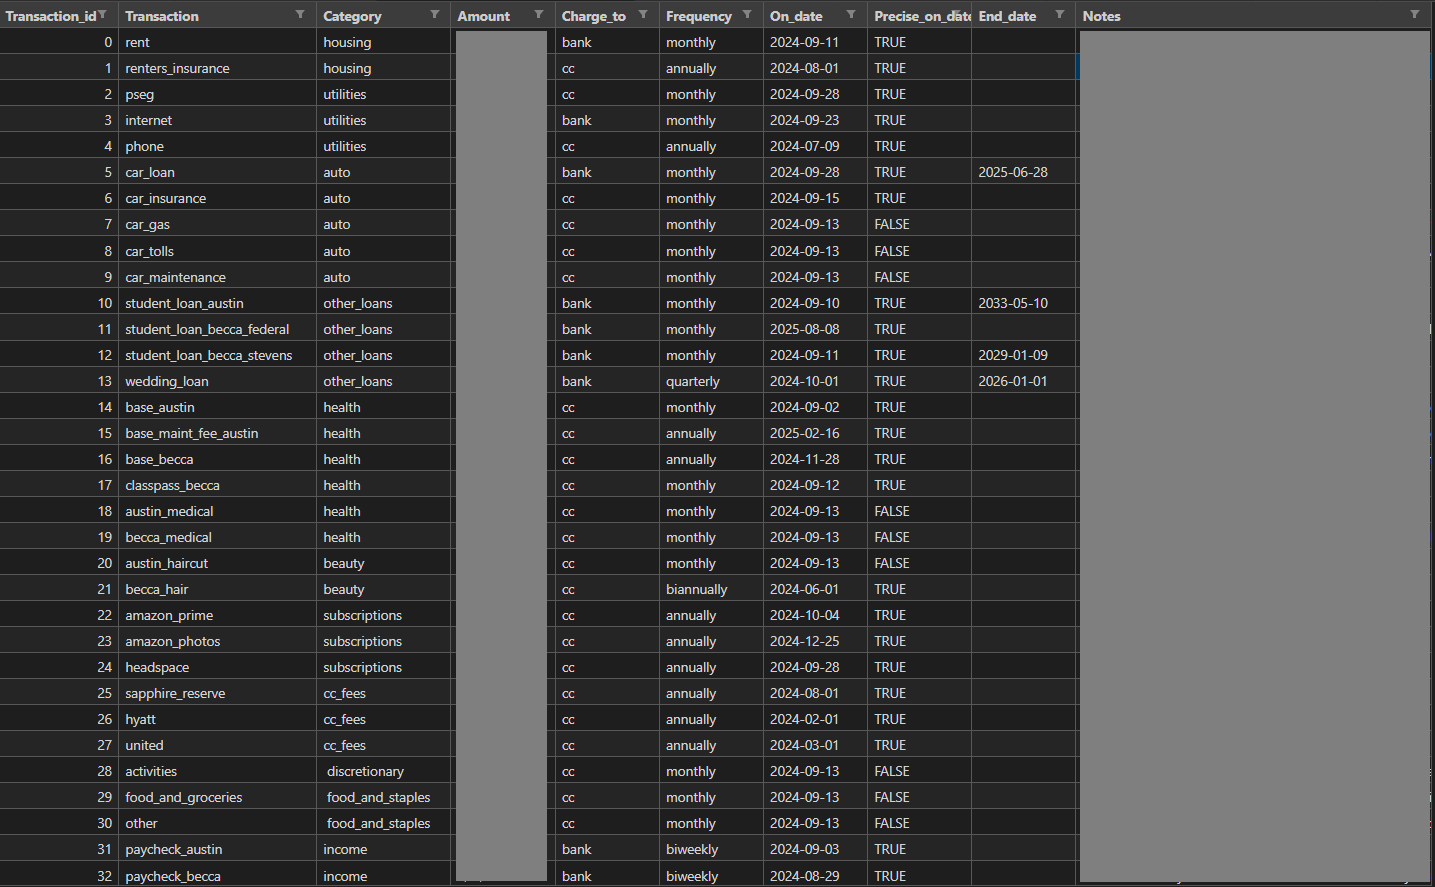 Transaction_id Transaction Category Amount Charge_to Frequency On_date Precise_on_date End_date Notes
0 rent housing bank monthly 2024-09-11 TRUE
1 renters_insurance housing cc annually 2024-08-01 TRUE
2 pseg utilities cc monthly 2024-09-28 TRUE
3 internet utilities bank monthly 2024-09-23 TRUE
4 phone utilities cc annually 2024-07-09 TRUE
5 car_loan auto bank monthly 2024-09-28 TRUE 2025-06-28
6 car_insurance auto cc monthly 2024-09-15 TRUE
7 car_gas auto cc monthly 2024-09-13 FALSE
8 car_tolls auto cc monthly 2024-09-13 FALSE
9 car_maintenance auto cc monthly 2024-09-13 FALSE
10 student_loan_austin other_loans bank monthly 2024-09-10 TRUE 2033-05-10
11 student_loan_becca_federal other_loans bank monthly 2025-08-08 TRUE
12 student_loan_becca_stevens other_loans bank monthly 2024-09-11 TRUE 2029-01-09
13 wedding_loan other_loans bank quarterly 2024-10-01 TRUE 2026-01-01
14 base_austin health cc monthly 2024-09-02 TRUE
15 base_maint_fee_austin health cc annually 2025-02-16 TRUE
16 base_becca health cc annually 2024-11-28 TRUE
17 classpass_becca health cc monthly 2024-09-12 TRUE
18 austin_medical health cc monthly 2024-09-13 FALSE
19 becca_medical health cc monthly 2024-09-13 FALSE
20 austin_haircut beauty cc monthly 2024-09-13 FALSE
21 becca_hair beauty cc biannually 2024-06-01 TRUE
22 amazon_prime subscriptions cc annually 2024-10-04 TRUE
23 amazon_photos subscriptions cc annually 2024-12-25 TRUE
24 headspace subscriptions cc annually 2024-09-28 TRUE
25 sapphire_reserve cc_fees cc annually 2024-08-01 TRUE
26 hyatt cc_fees cc annually 2024-02-01 TRUE
27 united cc_fees cc annually 2024-03-01 TRUE
28 activities discretionary cc monthly 2024-09-13 FALSE
29 food_and_groceries food_and_staples cc monthly 2024-09-13 FALSE
30 other food_and_staples cc monthly 2024-09-13 FALSE
31 paycheck_austin income bank biweekly 2024-09-03 TRUE
32 paycheck_becca income bank biweekly 2024-08-29 TRUE